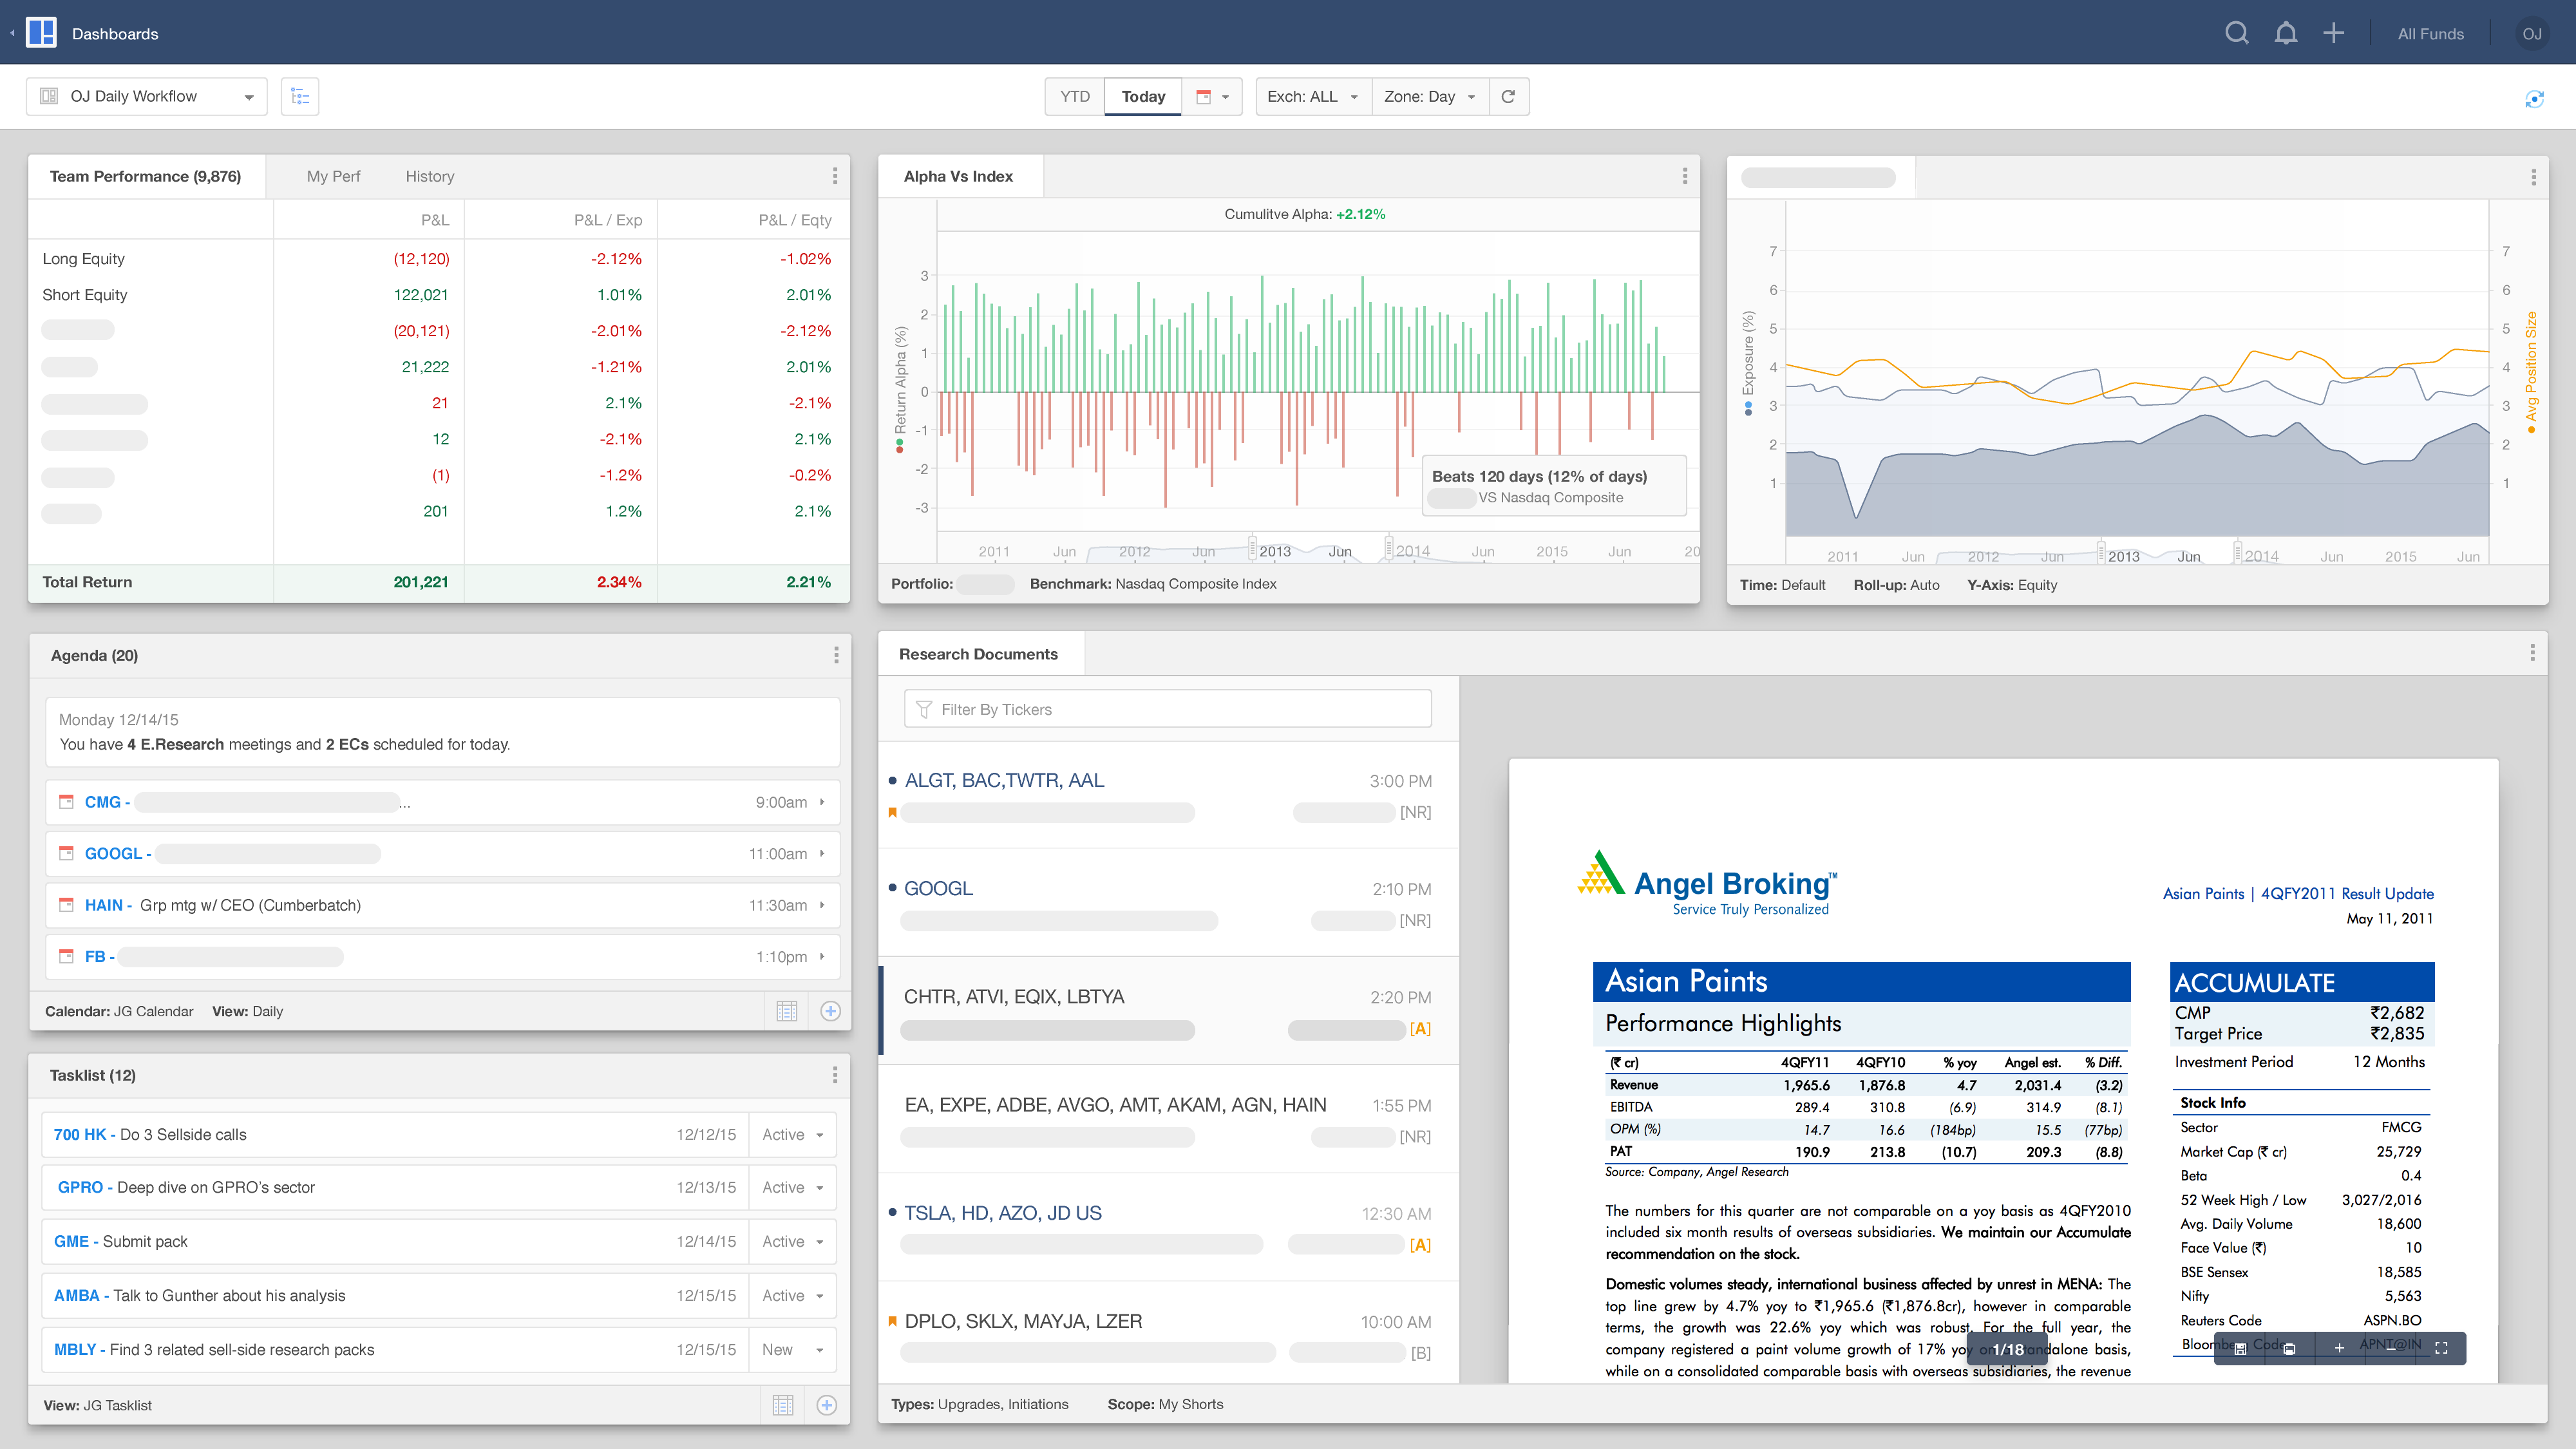 Dashboards
All Funds
OJ
OJ Daily Workflow
YTD
Today
Exch: ALL
Zone: Day
Team Performance (9,876)
My Perf
History
P&L
P&L / Exp
P&L / Eqty
Long Equity (12,120) -2.12% -1.02%
Short Equity 122,021 1.01% 2.01%
(20,121) -2.01% -2.12%
21,222 -1.21% 2.01%
21 2.1% -2.1%
12 -2.1% 2.1%
(1) -1.2% -0.2%
201 1.2% 2.1%
Total Return 201,221 2.34% 2.21%
Alpha Vs Index
Cumulitve Alpha: +2.12%
Return Alpha (%)
3
2
1
0
-1
-2
-3
Beats 120 days (12% of days)
VS Nasdaq Composite
2011 Jun 2012 Jun 2013 Jun 2014 Jun 2015 Jun 20
Portfolio:
Benchmark: Nasdaq Composite Index
Exposure (%)
7 7
6 6
5 5
4 4
3 3
2 2
1 1
Avg Position Size
2011 Jun 2012 Jun 2013 Jun 2014 Jun 2015 Jun
Time: Default Roll-up: Auto Y-Axis: Equity
Agenda (20)
Monday 12/14/15
You have 4 E.Research meetings and 2 ECs scheduled for today.
CMG - ... 9:00am
GOOGL - 11:00am
HAIN - Grp mtg w/ CEO (Cumberbatch) 11:30am
FB - 1:10pm
Calendar: JG Calendar View: Daily
Tasklist (12)
700 HK - Do 3 Sellside calls 12/12/15 Active
GPRO - Deep dive on GPRO's sector 12/13/15 Active
GME - Submit pack 12/14/15 Active
AMBA - Talk to Gunther about his analysis 12/15/15 Active
MBLY - Find 3 related sell-side research packs 12/15/15 New
View: JG Tasklist
Research Documents
Filter By Tickers
ALGT, BAC,TWTR, AAL 3:00 PM
[NR]
GOOGL 2:10 PM
[NR]
CHTR, ATVI, EQIX, LBTYA 2:20 PM
[A]
EA, EXPE, ADBE, AVGO, AMT, AKAM, AGN, HAIN 1:55 PM
[NR]
TSLA, HD, AZO, JD US 12:30 AM
[A]
DPLO, SKLX, MAYJA, LZER 10:00 AM
[B]
Types: Upgrades, Initiations Scope: My Shorts
Angel Broking™
Service Truly Personalized
Asian Paints | 4QFY2011 Result Update
May 11, 2011
Asian Paints
Performance Highlights
(₹ cr) 4QFY11 4QFY10 % yoy Angel est. % Diff.
Revenue 1,965.6 1,876.8 4.7 2,031.4 (3.2)
EBITDA 289.4 310.8 (6.9) 314.9 (8.1)
OPM (%) 14.7 16.6 (184bp) 15.5 (77bp)
PAT 190.9 213.8 (10.7) 209.3 (8.8)
Source: Company, Angel Research
The numbers for this quarter are not comparable on a yoy basis as 4QFY2010
included six month results of overseas subsidiaries. We maintain our Accumulate
recommendation on the stock.
Domestic volumes steady, international business affected by unrest in MENA: The
top line grew by 4.7% yoy to ₹1,965.6 (₹1,876.8cr), however in comparable
terms, the growth was 22.6% yoy which was robust. For the full year, the
company registered a paint volume growth of 17% yoy basis,
while on a consolidated comparable basis with overseas subsidiaries, the revenue
ACCUMULATE
CMP ₹2,682
Target Price ₹2,835
Investment Period 12 Months
Stock Info
Sector FMCG
Market Cap (₹ cr) 25,729
Beta 0.4
52 Week High / Low 3,027/2,016
Avg. Daily Volume 18,600
Face Value (₹) 10
BSE Sensex 18,585
Nifty 5,563
Reuters Code ASPN.BO
Code APNT@IN
1/18